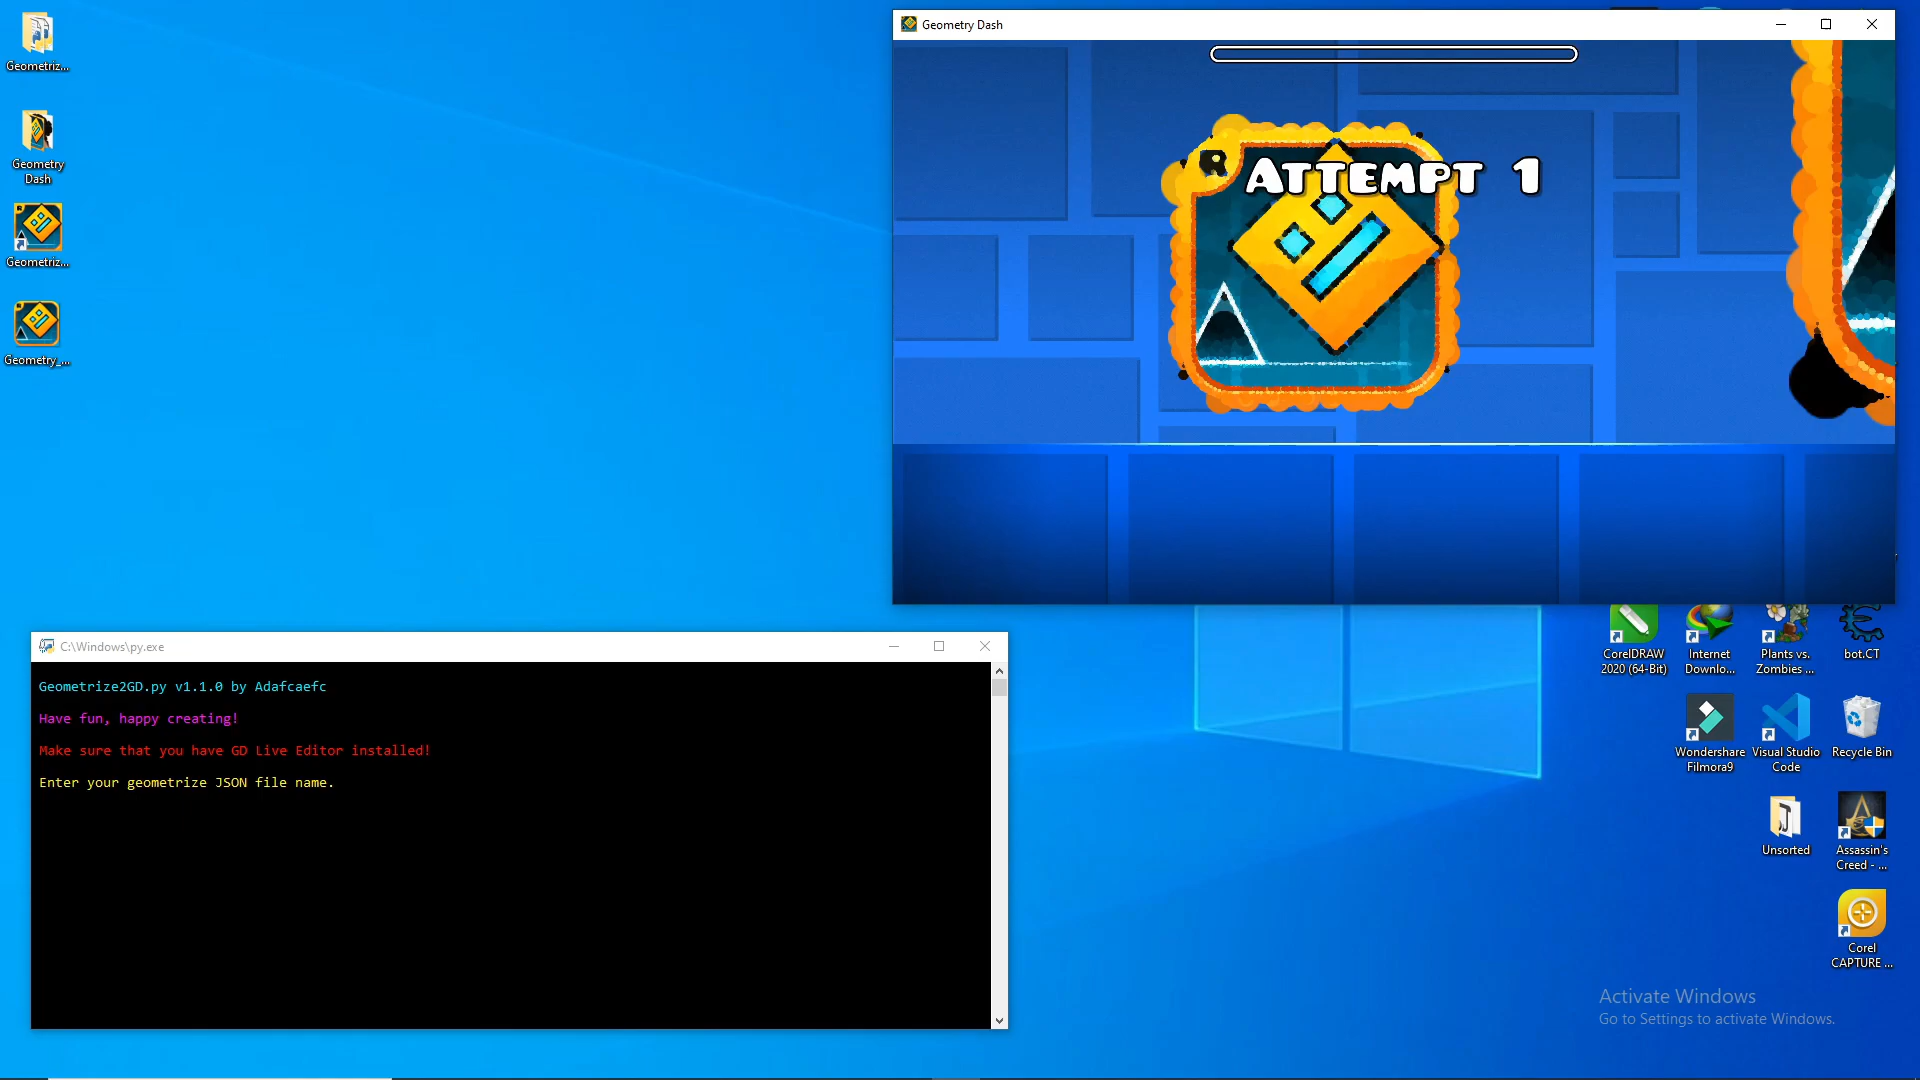 Geometriz...
Geometry
Dash
Geometriz...
Geometry_...
Geometry Dash
R
Attempt 1
C:\Windows\py.exe
Geometrize2GD.py v1.1.0 by Adafcaefc
Have fun, happy creating!
Make sure that you have GD Live Editor installed!
Enter your geometrize JSON file name.
CorelDRAW
2020 (64-Bit)
Internet
Downlo...
Plants vs.
Zombies ...
bot.CT
Wondershare
Filmora9
Visual Studio
Code
Recycle Bin
Unsorted
Assassin's
Creed - ...
Corel
CAPTURE ...
Activate Windows
Go to Settings to activate Windows.